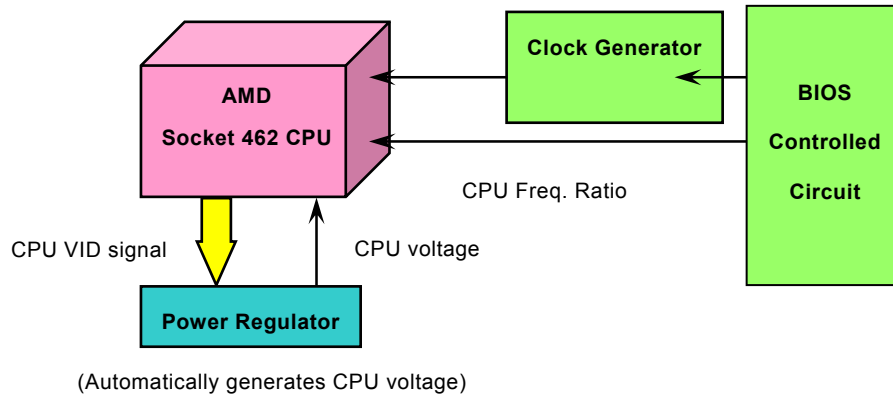 Clock Generator
AMD
Socket 462 CPU
BIOS
Controlled
Circuit
CPU Freq. Ratio
CPU VID signal
CPU voltage
Power Regulator
(Automatically generates CPU voltage)